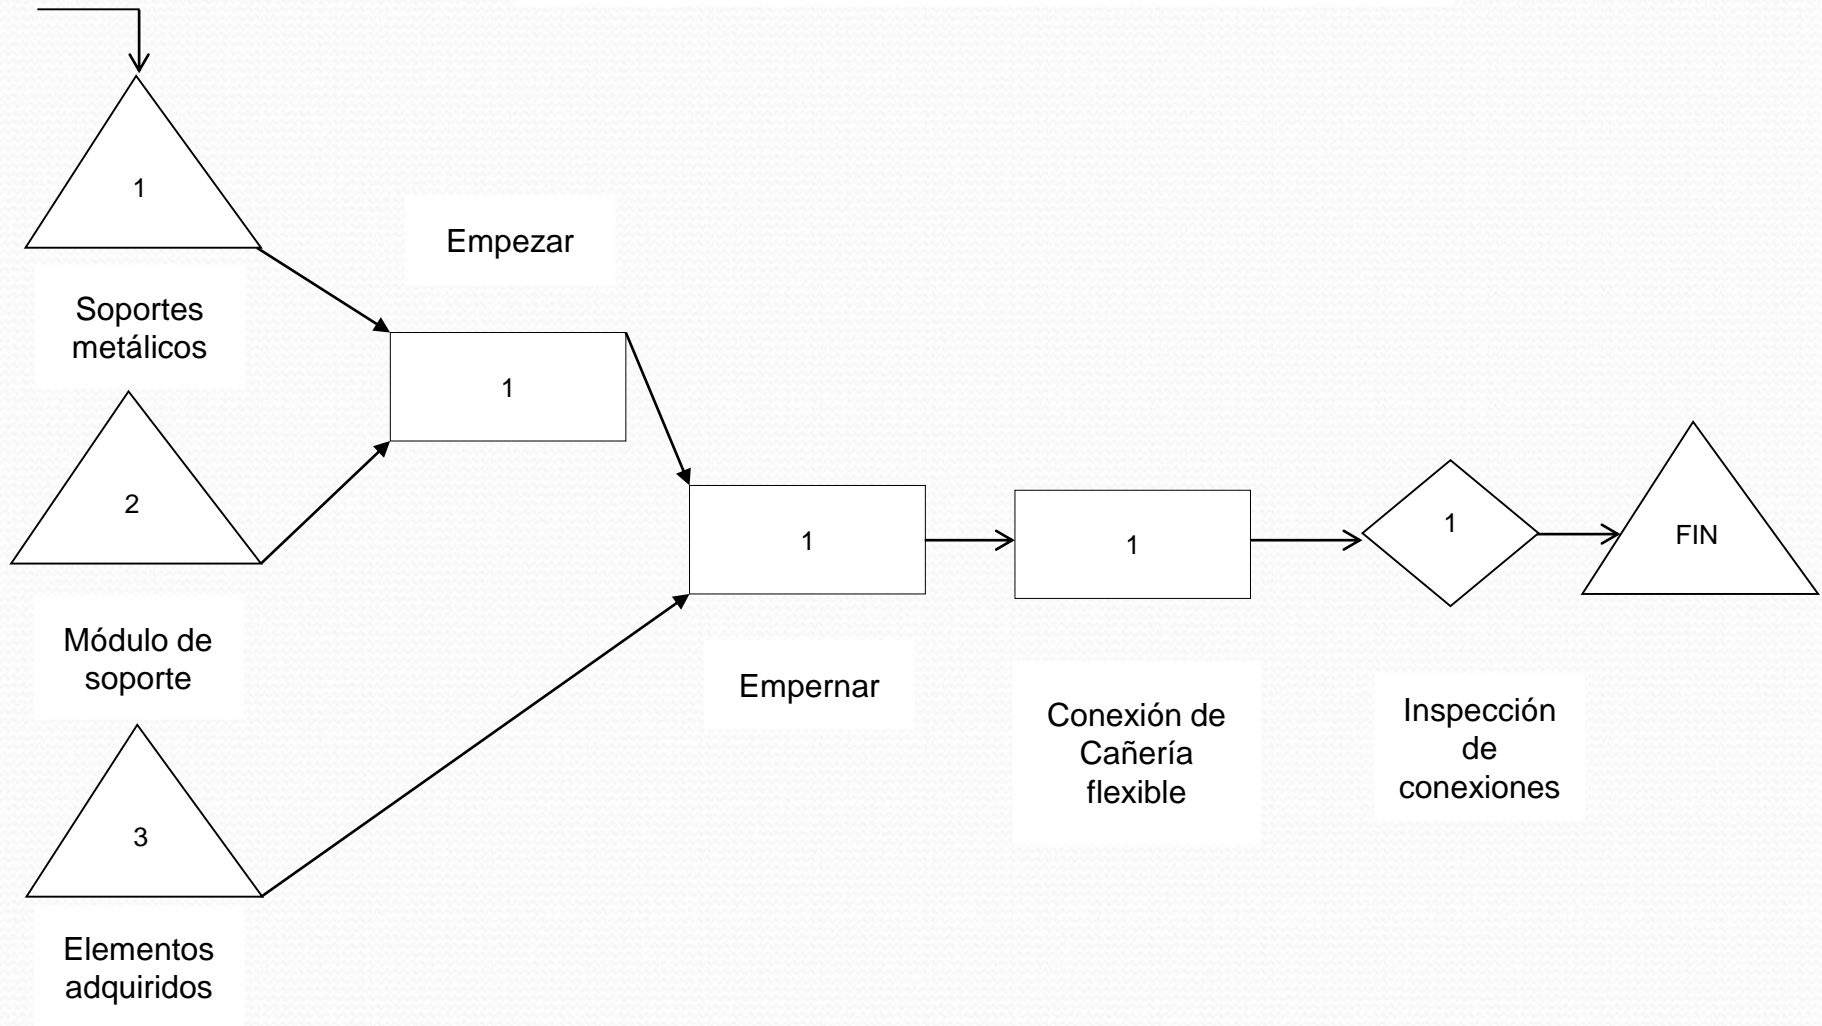 1
Empezar
Soportes
metálicos
1
2
1
1
1
FIN
Módulo de
soporte
Empernar
Conexión de
Cañería
flexible
Inspección
de
conexiones
3
Elementos
adquiridos